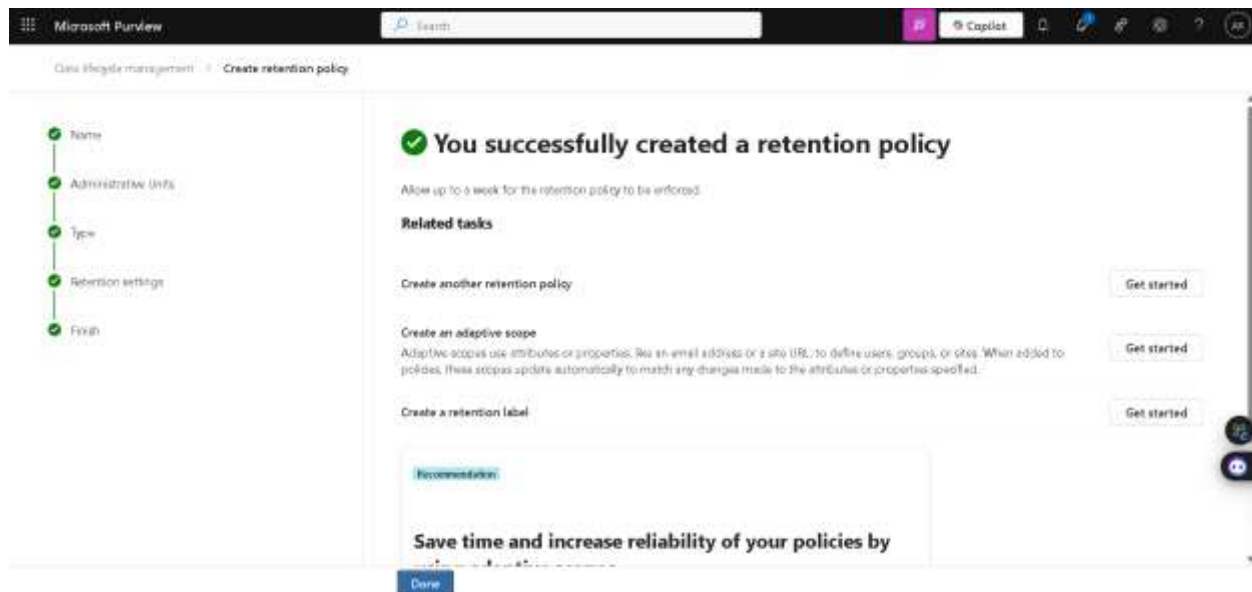 Microsoft Purview
Search
Copilot
Data lifecycle management > Create retention policy
Name
Administrative Units
Type
Retention settings
Finish
You successfully created a retention policy
Allow up to a week for the retention policy to be enforced.
Related tasks
Create another retention policy
Get started
Create an adaptive scope
Adaptive scopes use attributes or properties, like an email address or a site URL, to define users, groups, or sites. When added to
policies, these scopes update automatically to match any changes made to the attributes or properties specified.
Get started
Create a retention label
Get started
Recommendation
Save time and increase reliability of your policies by
using adaptive scopes
Done